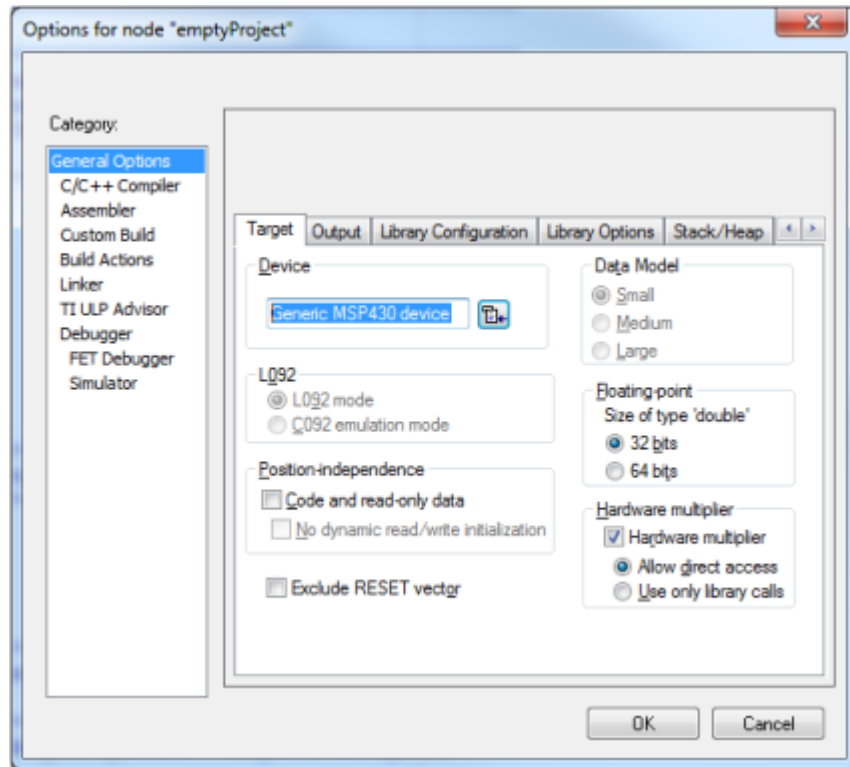 Options for node "emptyProject"
Category:
General Options
C/C++ Compiler
Assembler
Custom Build
Build Actions
Linker
TI ULP Advisor
Debugger
FET Debugger
Simulator
Target
Output
Library Configuration
Library Options
Stack/Heap
Device
Generic MSP430 device
L092
L092 mode
C092 emulation mode
Position-independence
Code and read-only data
No dynamic read/write initialization
Exclude RESET vector
Data Model
Small
Medium
Large
Floating-point
Size of type 'double'
32 bits
64 bits
Hardware multiplier
Hardware multiplier
Allow direct access
Use only library calls
OK
Cancel